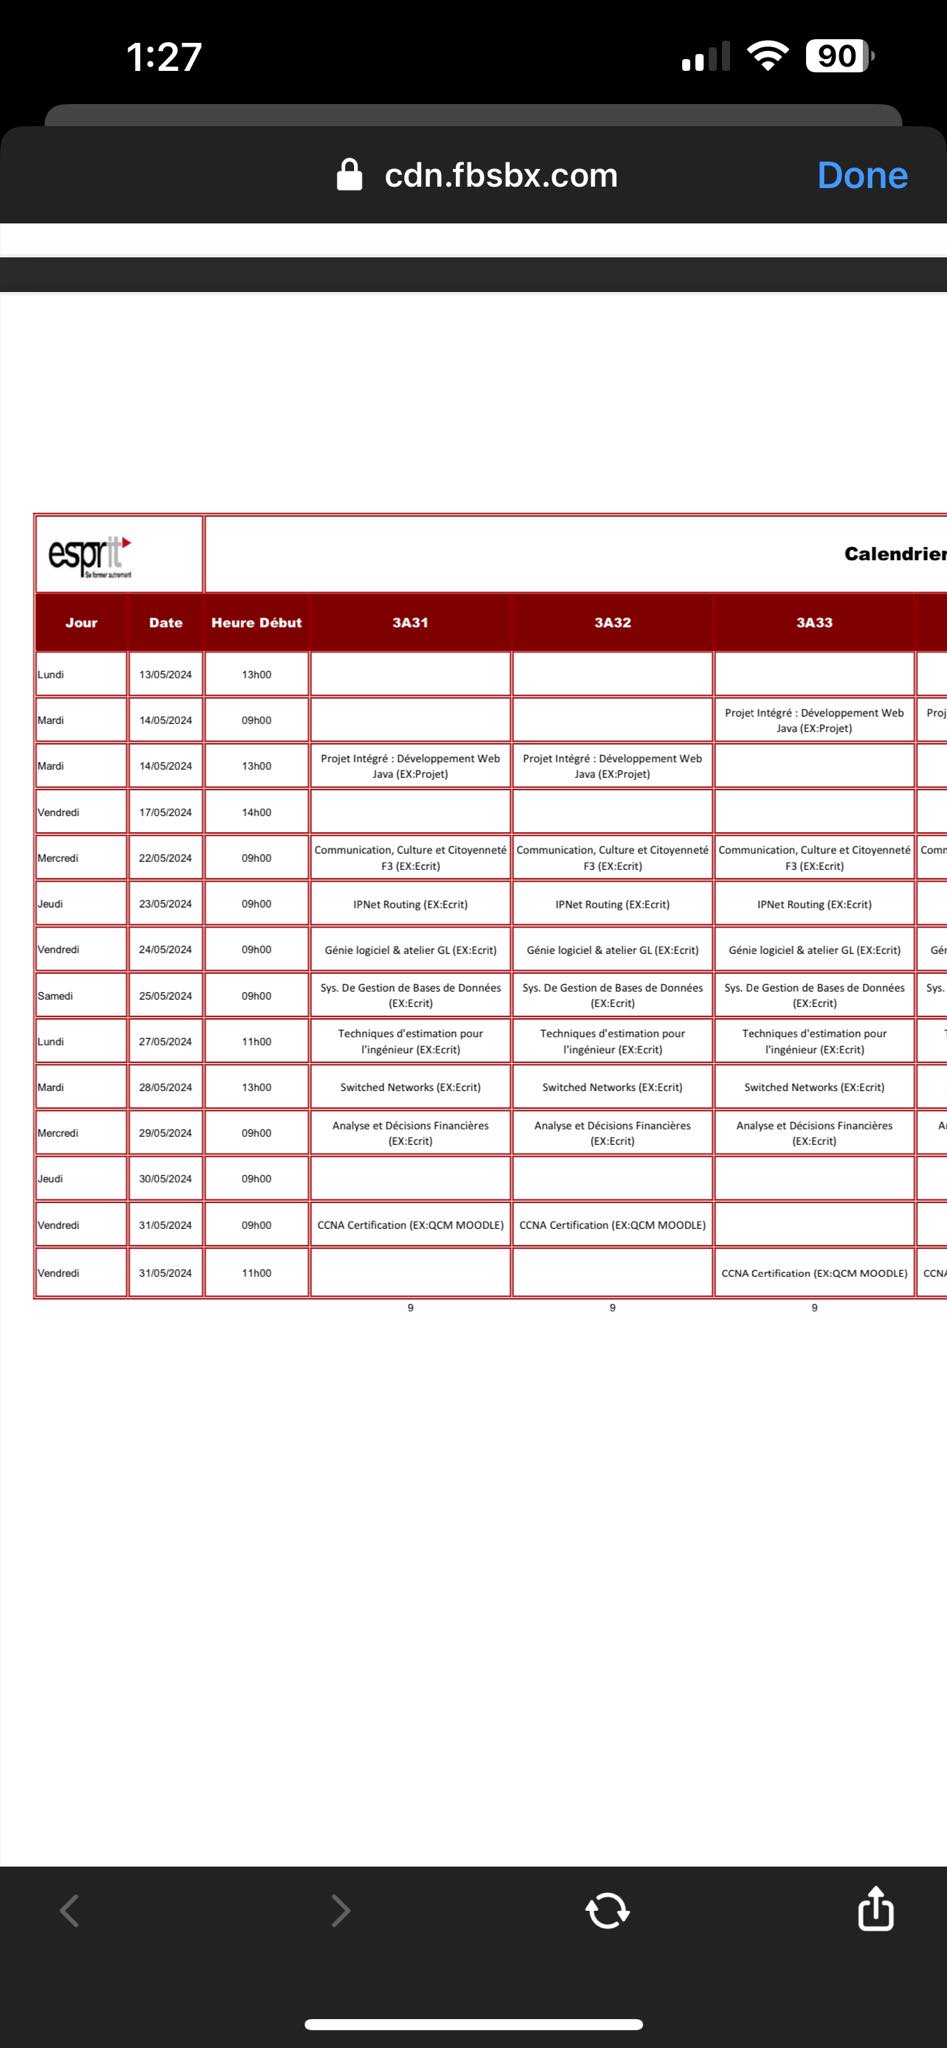 1:27
90
cdn.fbsbx.com
Done
esprit
Se former autrement
Calendrier
Jour Date Heure Début 3A31 3A32 3A33
Lundi 13/05/2024 13h00
Mardi 14/05/2024 09h00 Projet Intégré : Développement Web Proj
Java (EX:Projet)
Mardi 14/05/2024 13h00 Projet Intégré : Développement Web Projet Intégré : Développement Web
Java (EX:Projet) Java (EX:Projet)
Vendredi 17/05/2024 14h00
Mercredi 22/05/2024 09h00 Communication, Culture et Citoyenneté Communication, Culture et Citoyenneté Communication, Culture et Citoyenneté Comm
F3 (EX:Ecrit) F3 (EX:Ecrit) F3 (EX:Ecrit)
Jeudi 23/05/2024 09h00 IPNet Routing (EX:Ecrit) IPNet Routing (EX:Ecrit) IPNet Routing (EX:Ecrit)
Vendredi 24/05/2024 09h00 Génie logiciel & atelier GL (EX:Ecrit) Génie logiciel & atelier GL (EX:Ecrit) Génie logiciel & atelier GL (EX:Ecrit) Gén
Samedi 25/05/2024 09h00 Sys. De Gestion de Bases de Données Sys. De Gestion de Bases de Données Sys. De Gestion de Bases de Données Sys.
(EX:Ecrit) (EX:Ecrit) (EX:Ecrit)
Lundi 27/05/2024 11h00 Techniques d'estimation pour Techniques d'estimation pour Techniques d'estimation pour
l'ingénieur (EX:Ecrit) l'ingénieur (EX:Ecrit) l'ingénieur (EX:Ecrit)
Mardi 28/05/2024 13h00 Switched Networks (EX:Ecrit) Switched Networks (EX:Ecrit) Switched Networks (EX:Ecrit)
Mercredi 29/05/2024 09h00 Analyse et Décisions Financières Analyse et Décisions Financières Analyse et Décisions Financières
(EX:Ecrit) (EX:Ecrit) (EX:Ecrit)
Jeudi 30/05/2024 09h00
Vendredi 31/05/2024 09h00 CCNA Certification (EX:QCM MOODLE) CCNA Certification (EX:QCM MOODLE)
Vendredi 31/05/2024 11h00 CCNA Certification (EX:QCM MOODLE) CCNA
9 9 9